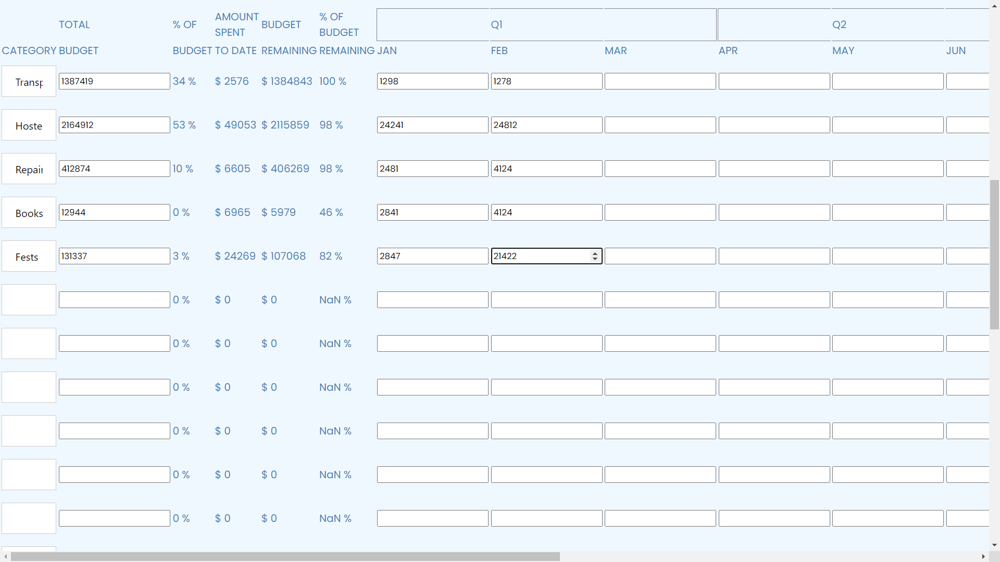 TOTAL % OF AMOUNT SPENT BUDGET % OF BUDGET Q1 Q2
CATEGORY BUDGET BUDGET TO DATE REMAINING REMAINING JAN FEB MAR APR MAY JUN
Transp 1387419 34 % $ 2576 $ 1384843 100 % 1298 1278
Hoste 2164912 53 % $ 49053 $ 2115859 98 % 24241 24812
Repair 412874 10 % $ 6605 $ 406269 98 % 2481 4124
Books 12944 0 % $ 6965 $ 5979 46 % 2841 4124
Fests 131337 3 % $ 24269 $ 107068 82 % 2847 21422
0 % $ 0 $ 0 NaN %
0 % $ 0 $ 0 NaN %
0 % $ 0 $ 0 NaN %
0 % $ 0 $ 0 NaN %
0 % $ 0 $ 0 NaN %
0 % $ 0 $ 0 NaN %